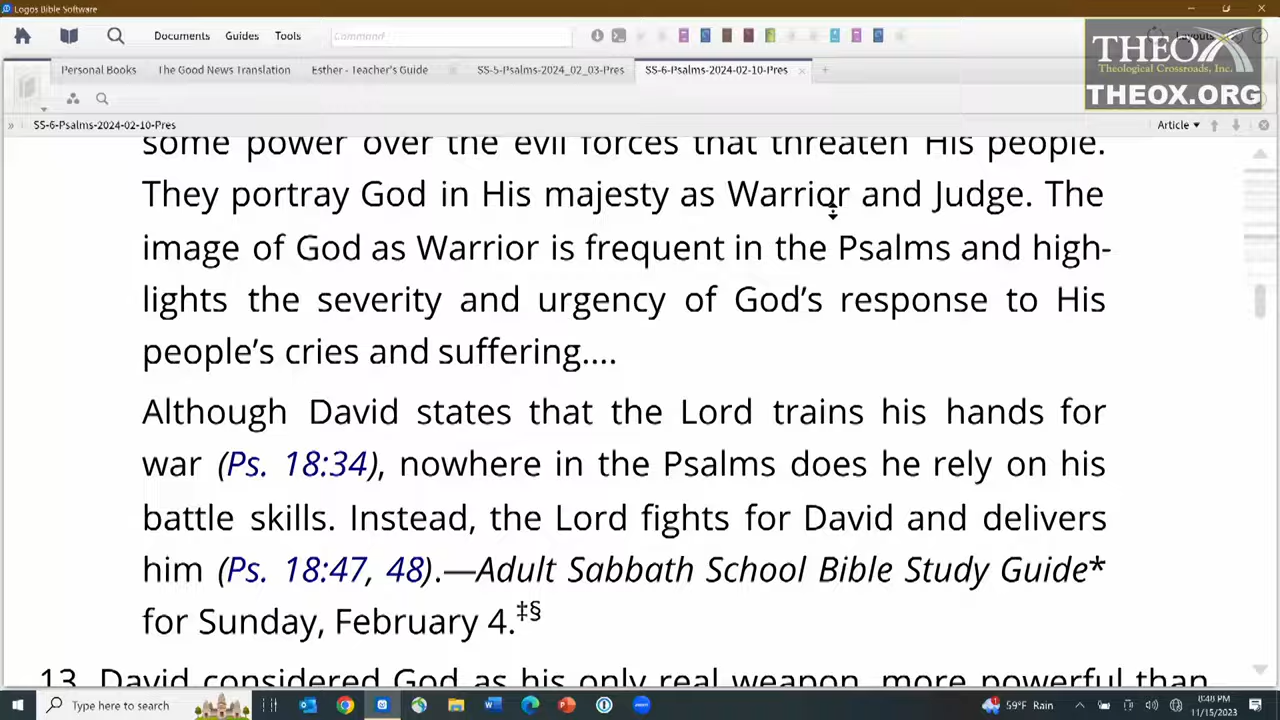 Logos Bible Software
Documents Guides Tools Command Layouts
THEOX
Theological Crossroads, Inc.
THEOX.ORG
Personal Books The Good News Translation Esther - Teacher's SS-6-Psalms-2024-02-10-Pres
SS-6-Psalms-2024-02-10-Pres Article
some power over the evil forces that threaten His people.
They portray God in His majesty as Warrior and Judge. The
image of God as Warrior is frequent in the Psalms and high-
lights the severity and urgency of God's response to His
people's cries and suffering....
Although David states that the Lord trains his hands for
war (Ps. 18:34), nowhere in the Psalms does he rely on his
battle skills. Instead, the Lord fights for David and delivers
him (Ps. 18:47, 48).—Adult Sabbath School Bible Study Guide*
for Sunday, February 4.‡§
13. David considered God as his only real weapon, more powerful than
Type here to search 59°F Rain 8:48 PM
11/15/2023